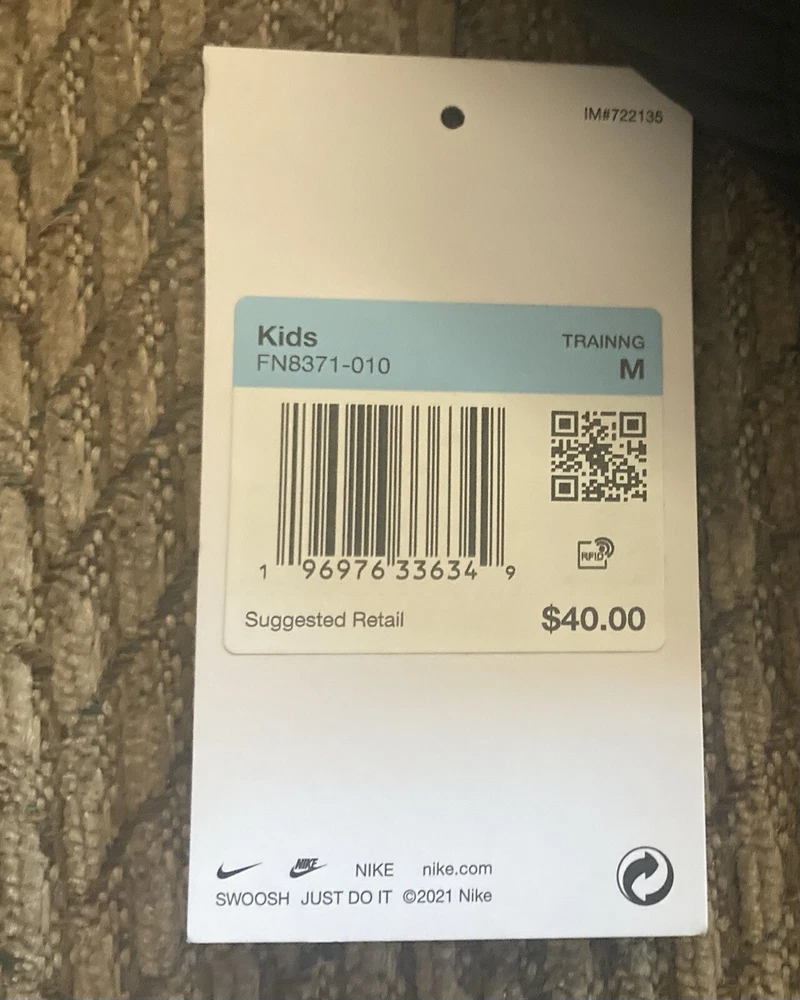 IM#722135
Kids
TRAINNG
FN8371-010
M
1 96976 33634 9
RFID
Suggested Retail
$40.00
NIKE NIKE nike.com
SWOOSH JUST DO IT ©2021 Nike